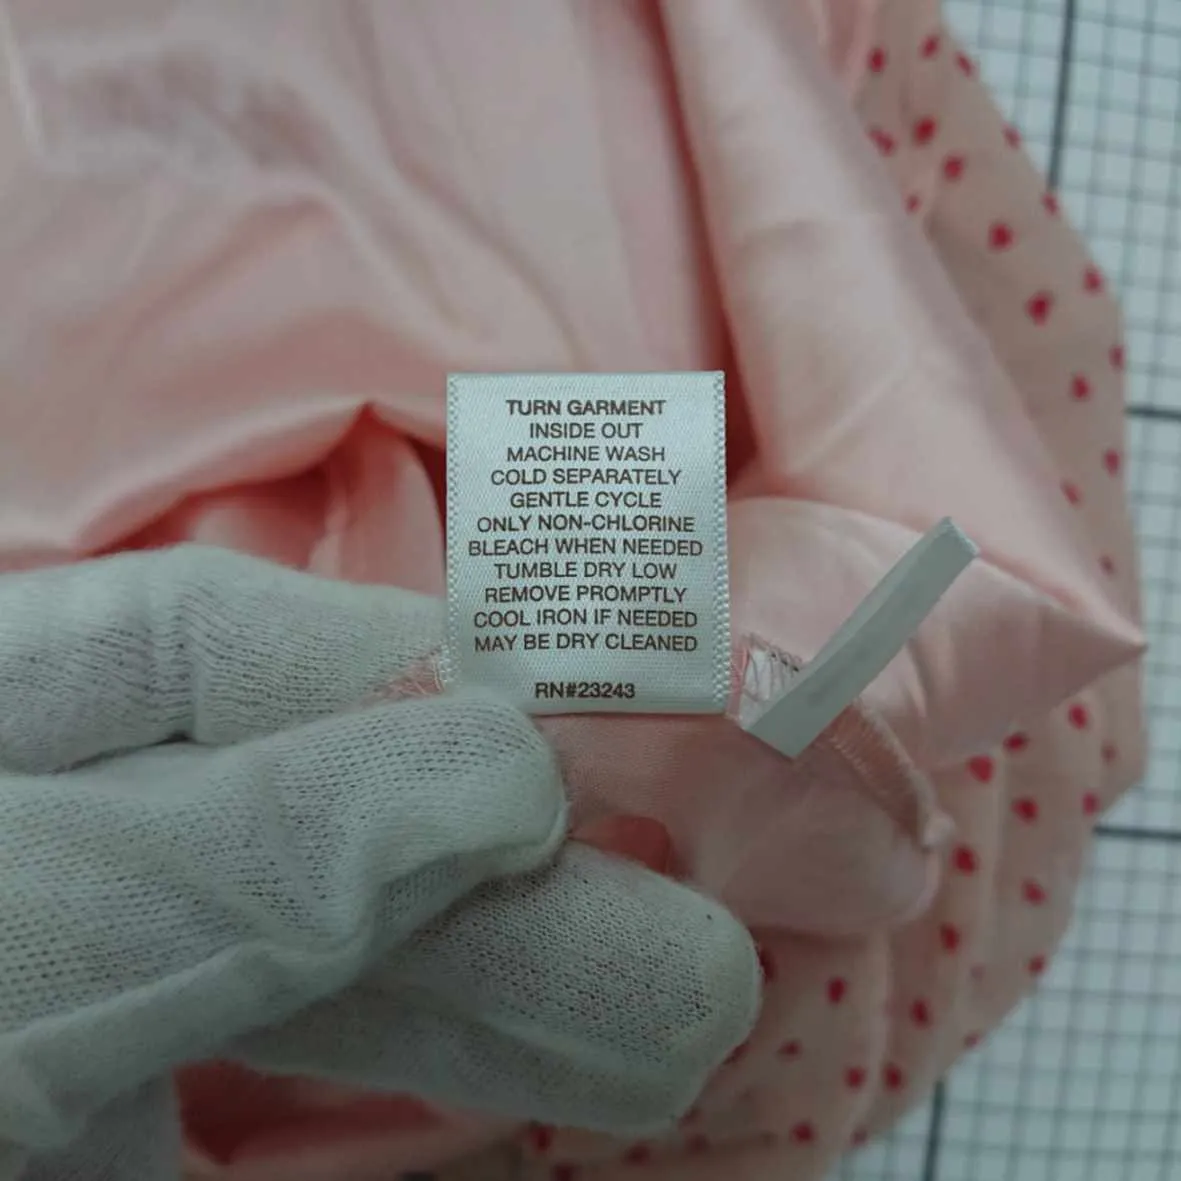 TURN GARMENT
INSIDE OUT
MACHINE WASH
COLD SEPARATELY
GENTLE CYCLE
ONLY NON-CHLORINE
BLEACH WHEN NEEDED
TUMBLE DRY LOW
REMOVE PROMPTLY
COOL IRON IF NEEDED
MAY BE DRY CLEANED
RN#23243